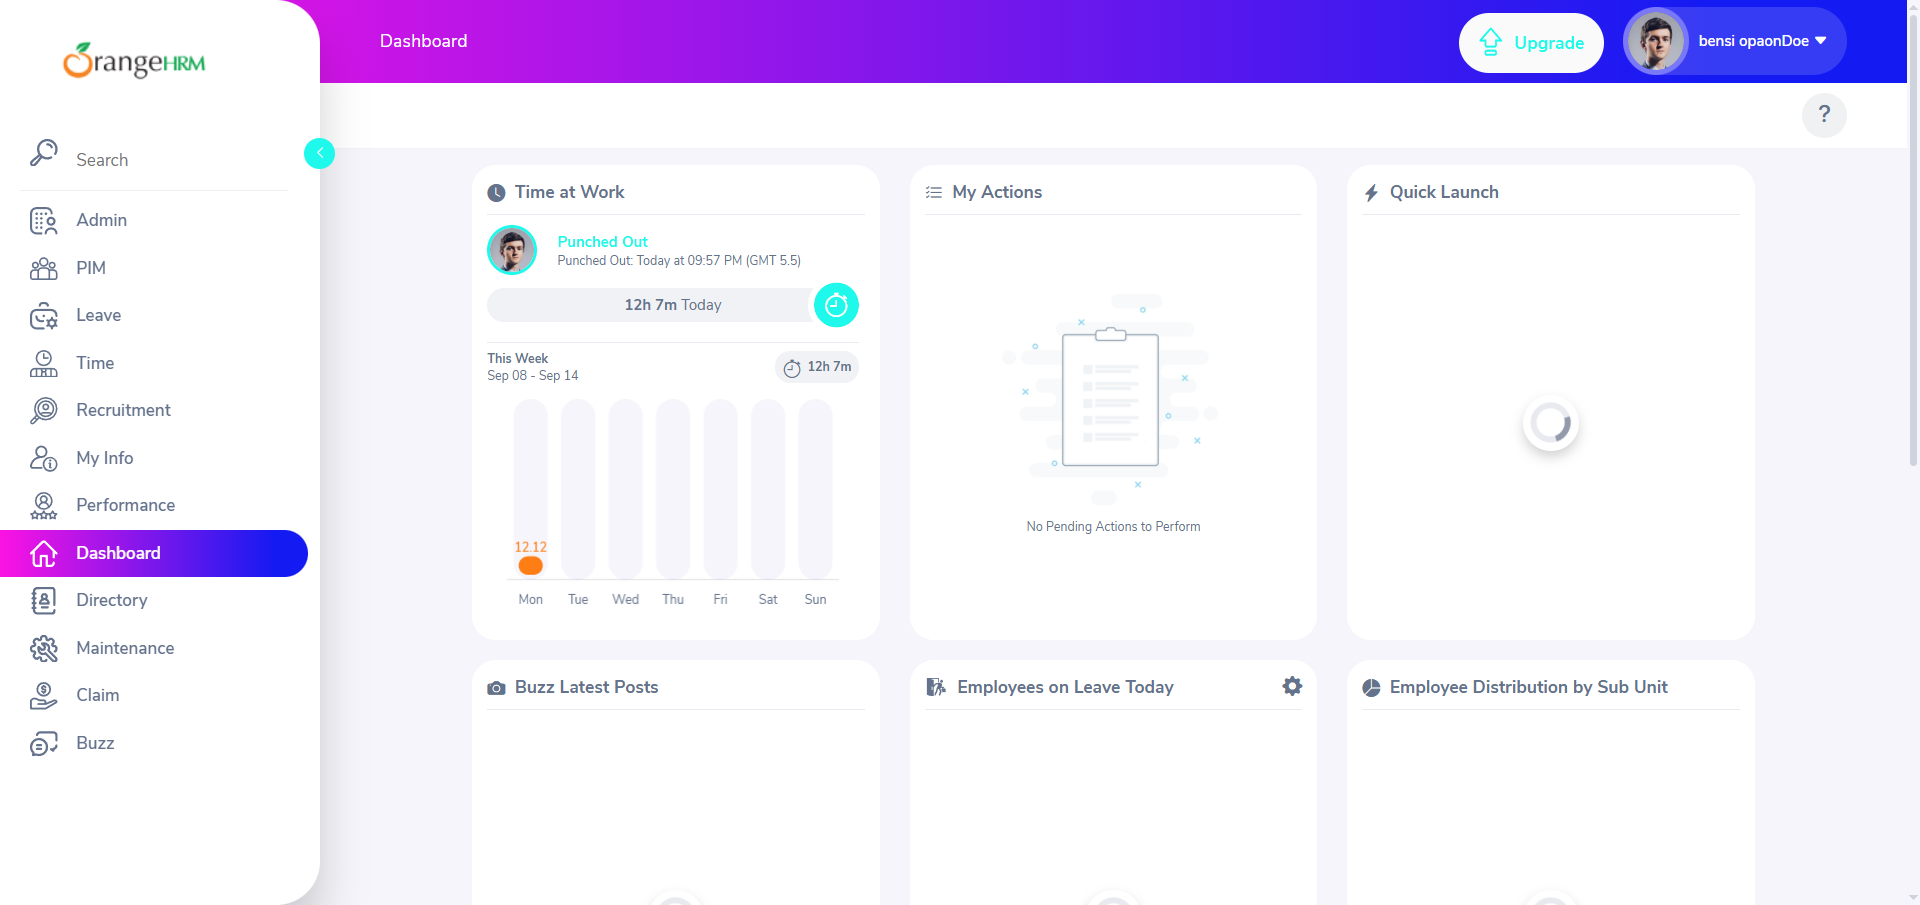 OrangeHRM
Search
Admin
PIM
Leave
Time
Recruitment
My Info
Performance
Dashboard
Directory
Maintenance
Claim
Buzz
Dashboard
Upgrade
bensi opaonDoe
?
Time at Work
Punched Out
Punched Out: Today at 09:57 PM (GMT 5.5)
12h 7m Today
This Week
Sep 08 - Sep 14
12h 7m
12.12
Mon Tue Wed Thu Fri Sat Sun
My Actions
No Pending Actions to Perform
Quick Launch
Buzz Latest Posts
Employees on Leave Today
Employee Distribution by Sub Unit